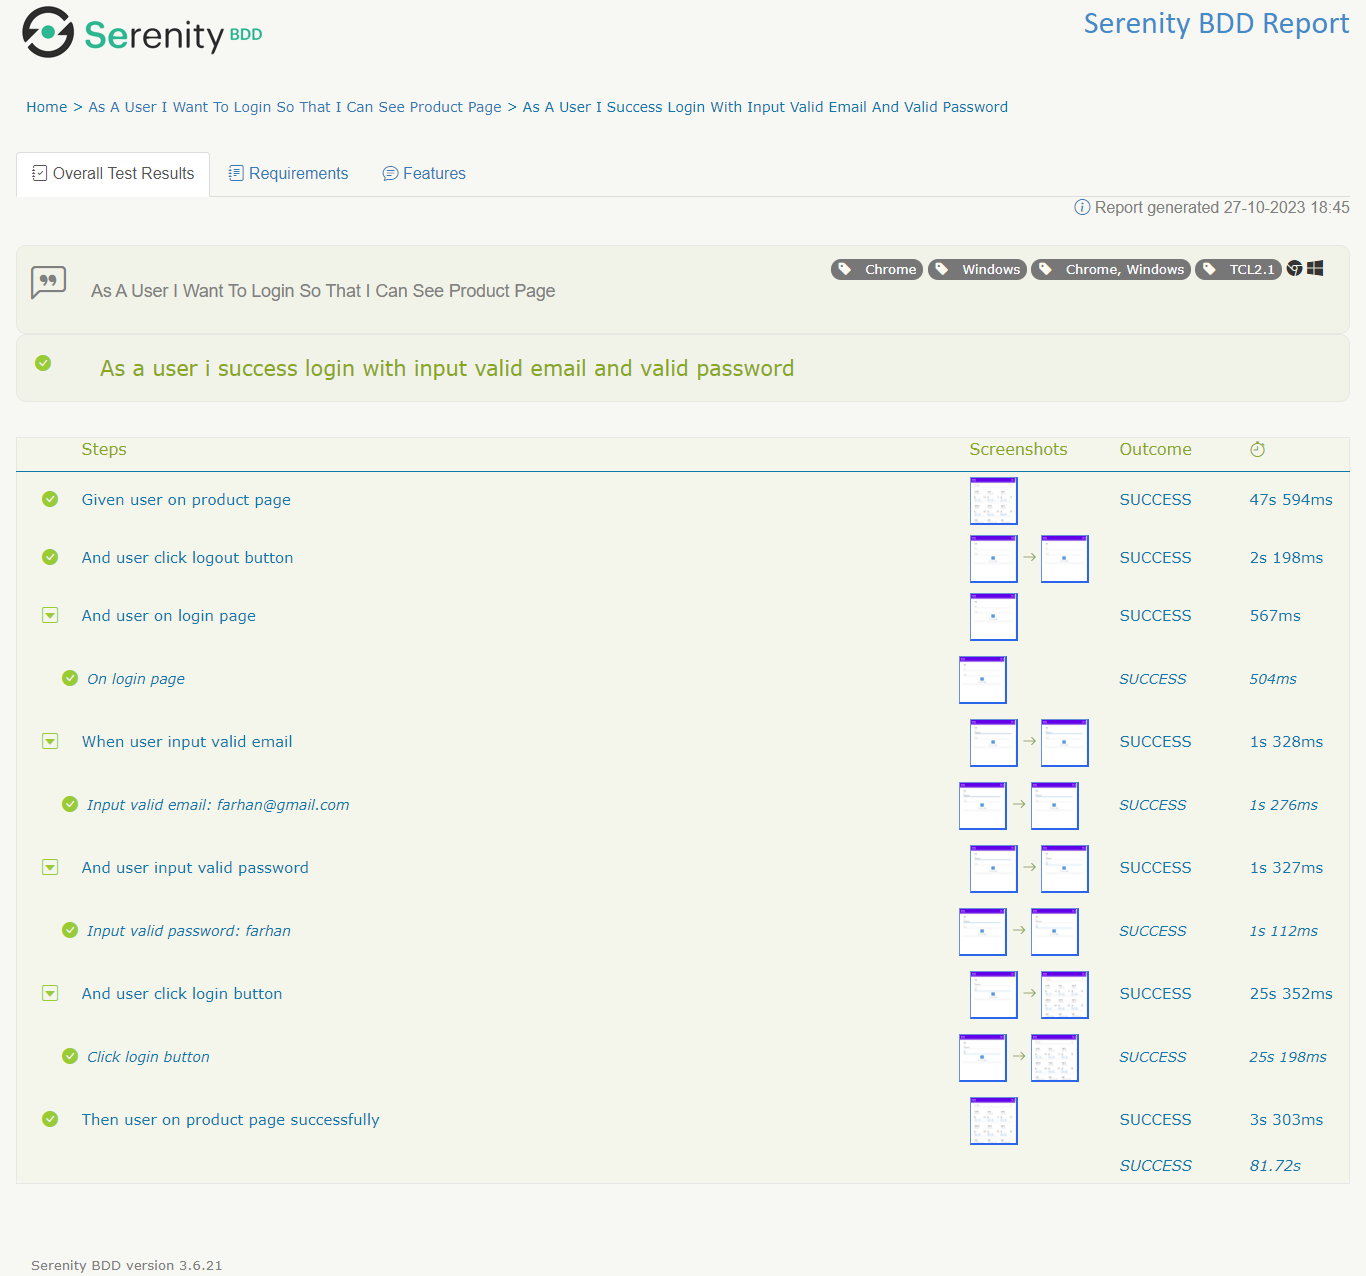 Serenity BDD
Serenity BDD Report
Home > As A User I Want To Login So That I Can See Product Page > As A User I Success Login With Input Valid Email And Valid Password
Overall Test Results Requirements Features
Report generated 27-10-2023 18:45
Chrome Windows Chrome, Windows TCL2.1
As A User I Want To Login So That I Can See Product Page
As a user i success login with input valid email and valid password
Steps Screenshots Outcome
Given user on product page SUCCESS 47s 594ms
And user click logout button SUCCESS 2s 198ms
And user on login page SUCCESS 567ms
On login page SUCCESS 504ms
When user input valid email SUCCESS 1s 328ms
Input valid email: farhan@gmail.com SUCCESS 1s 276ms
And user input valid password SUCCESS 1s 327ms
Input valid password: farhan SUCCESS 1s 112ms
And user click login button SUCCESS 25s 352ms
Click login button SUCCESS 25s 198ms
Then user on product page successfully SUCCESS 3s 303ms
SUCCESS 81.72s
Serenity BDD version 3.6.21